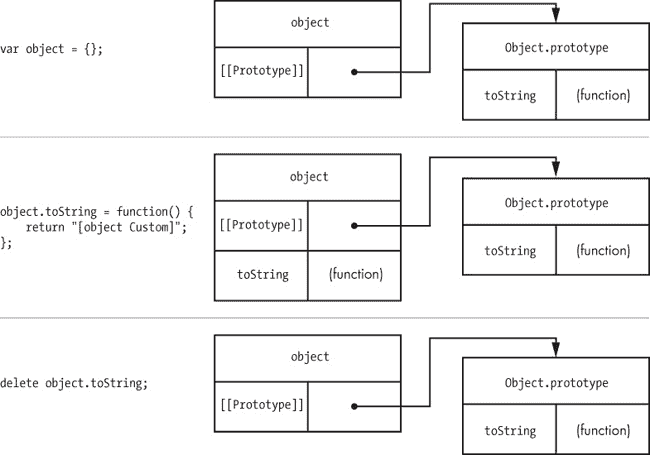 var object = {};
object
[[Prototype]]
Object.prototype
toString (function)
object.toString = function() {
    return "[object Custom]";
};
object
[[Prototype]]
toString (function)
Object.prototype
toString (function)
delete object.toString;
object
[[Prototype]]
Object.prototype
toString (function)